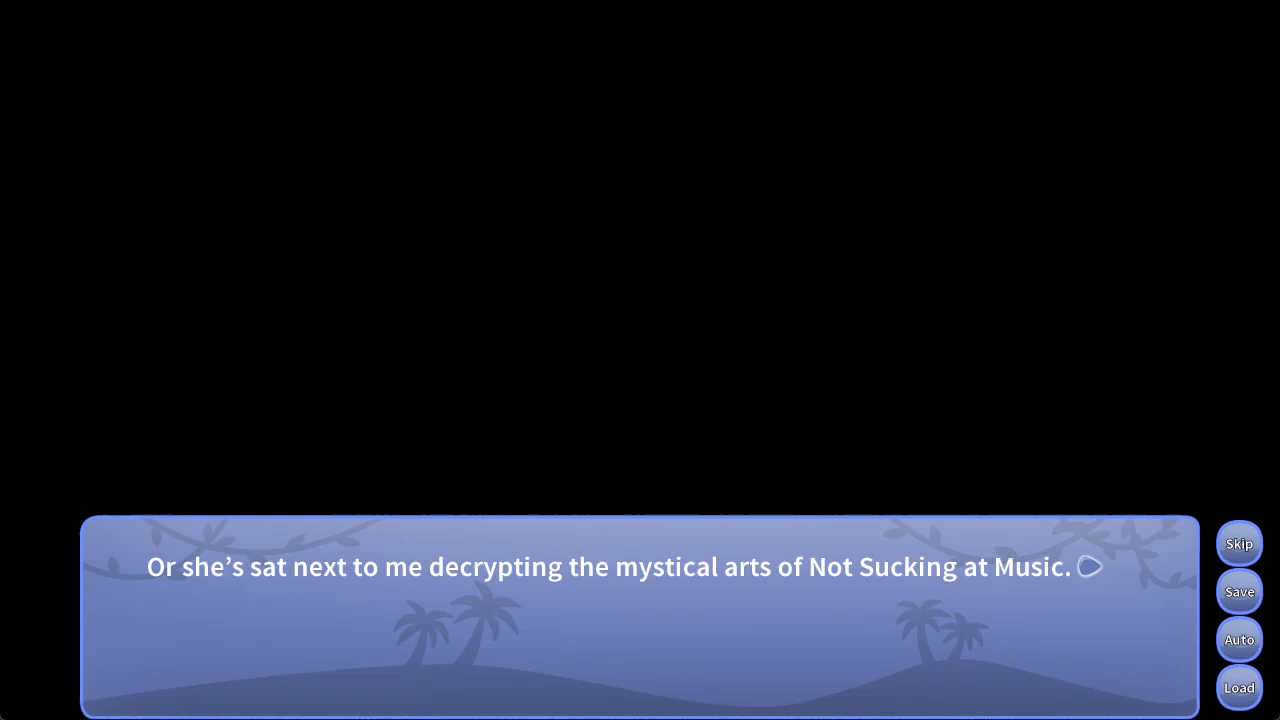 Or she’s sat next to me decrypting the mystical arts of Not Sucking at Music.
Skip
Save
Auto
Load